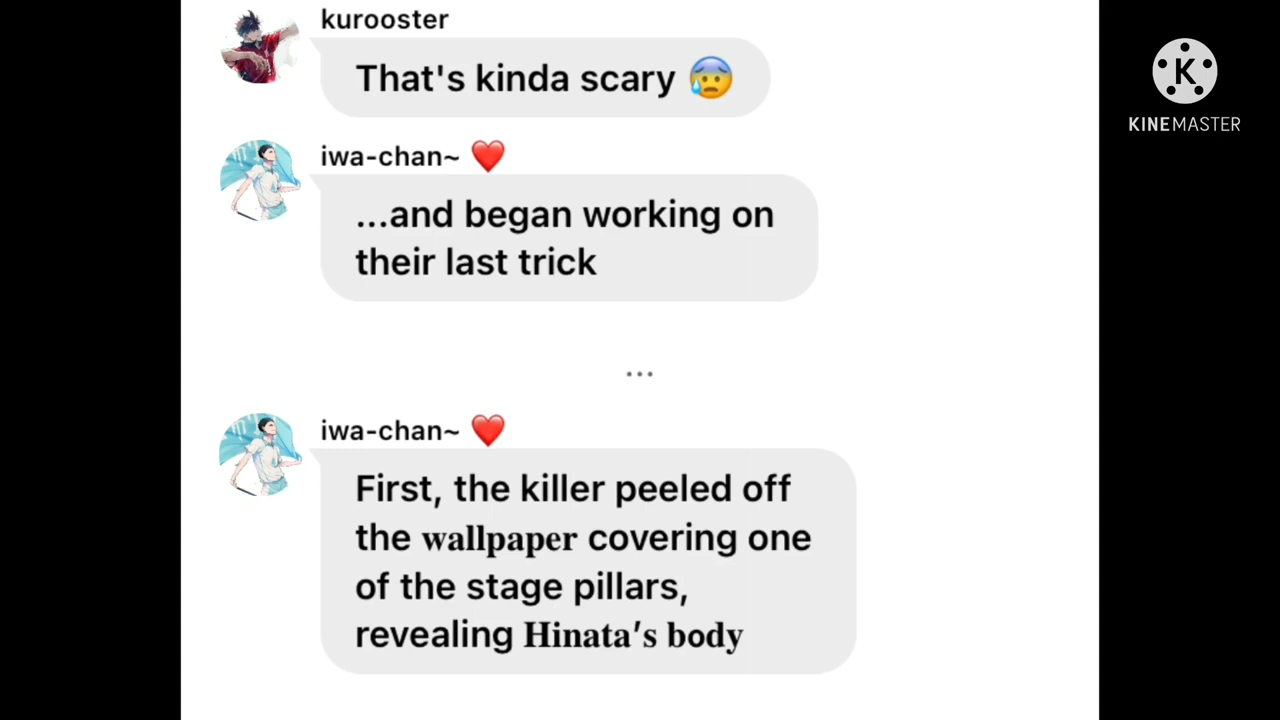 kurooster
That's kinda scary 😰
iwa-chan~ ❤️
...and began working on
their last trick
...
iwa-chan~ ❤️
First, the killer peeled off
the wallpaper covering one
of the stage pillars,
revealing Hinata's body
K
KINEMASTER